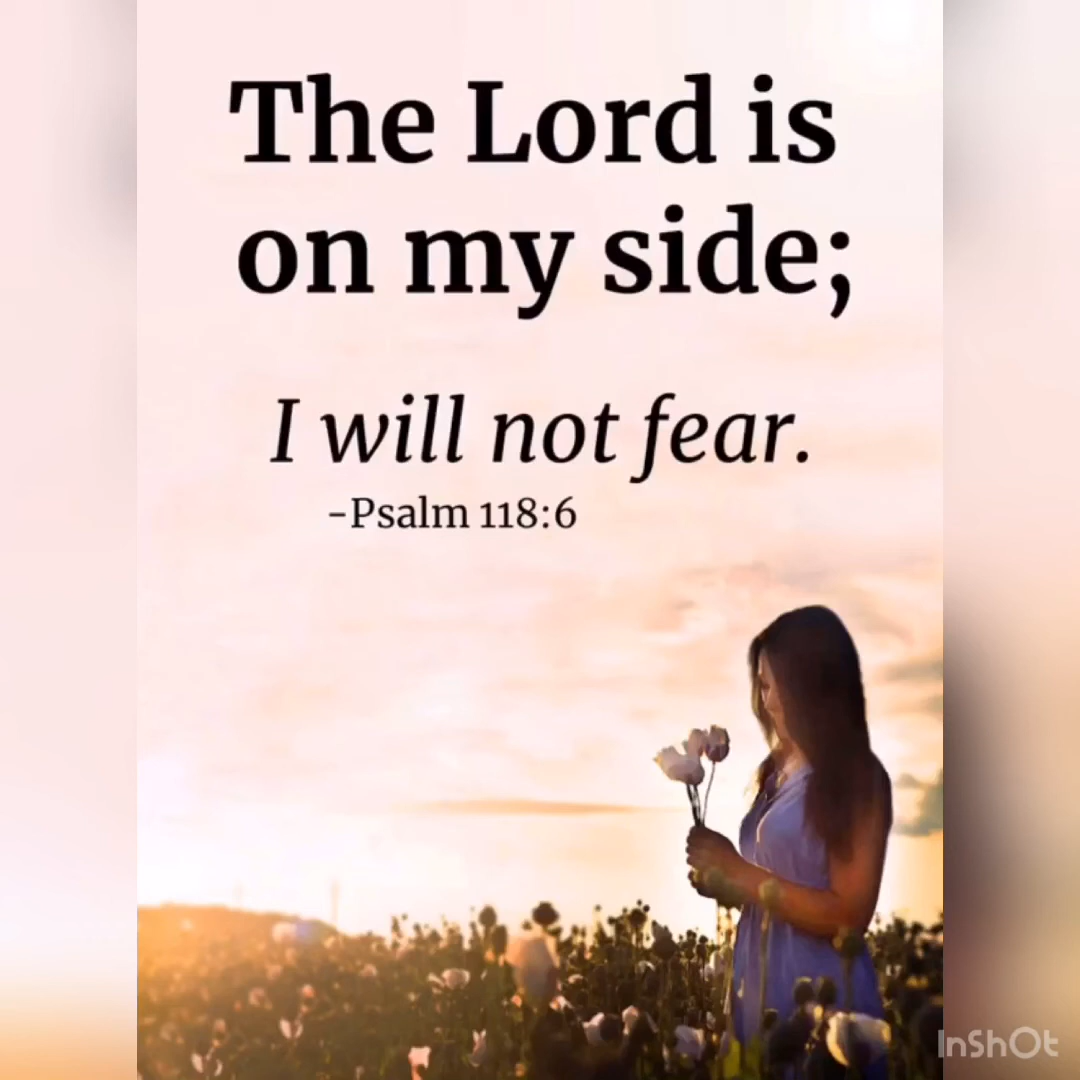 The Lord is
on my side;
I will not fear.
-Psalm 118:6
InShOt